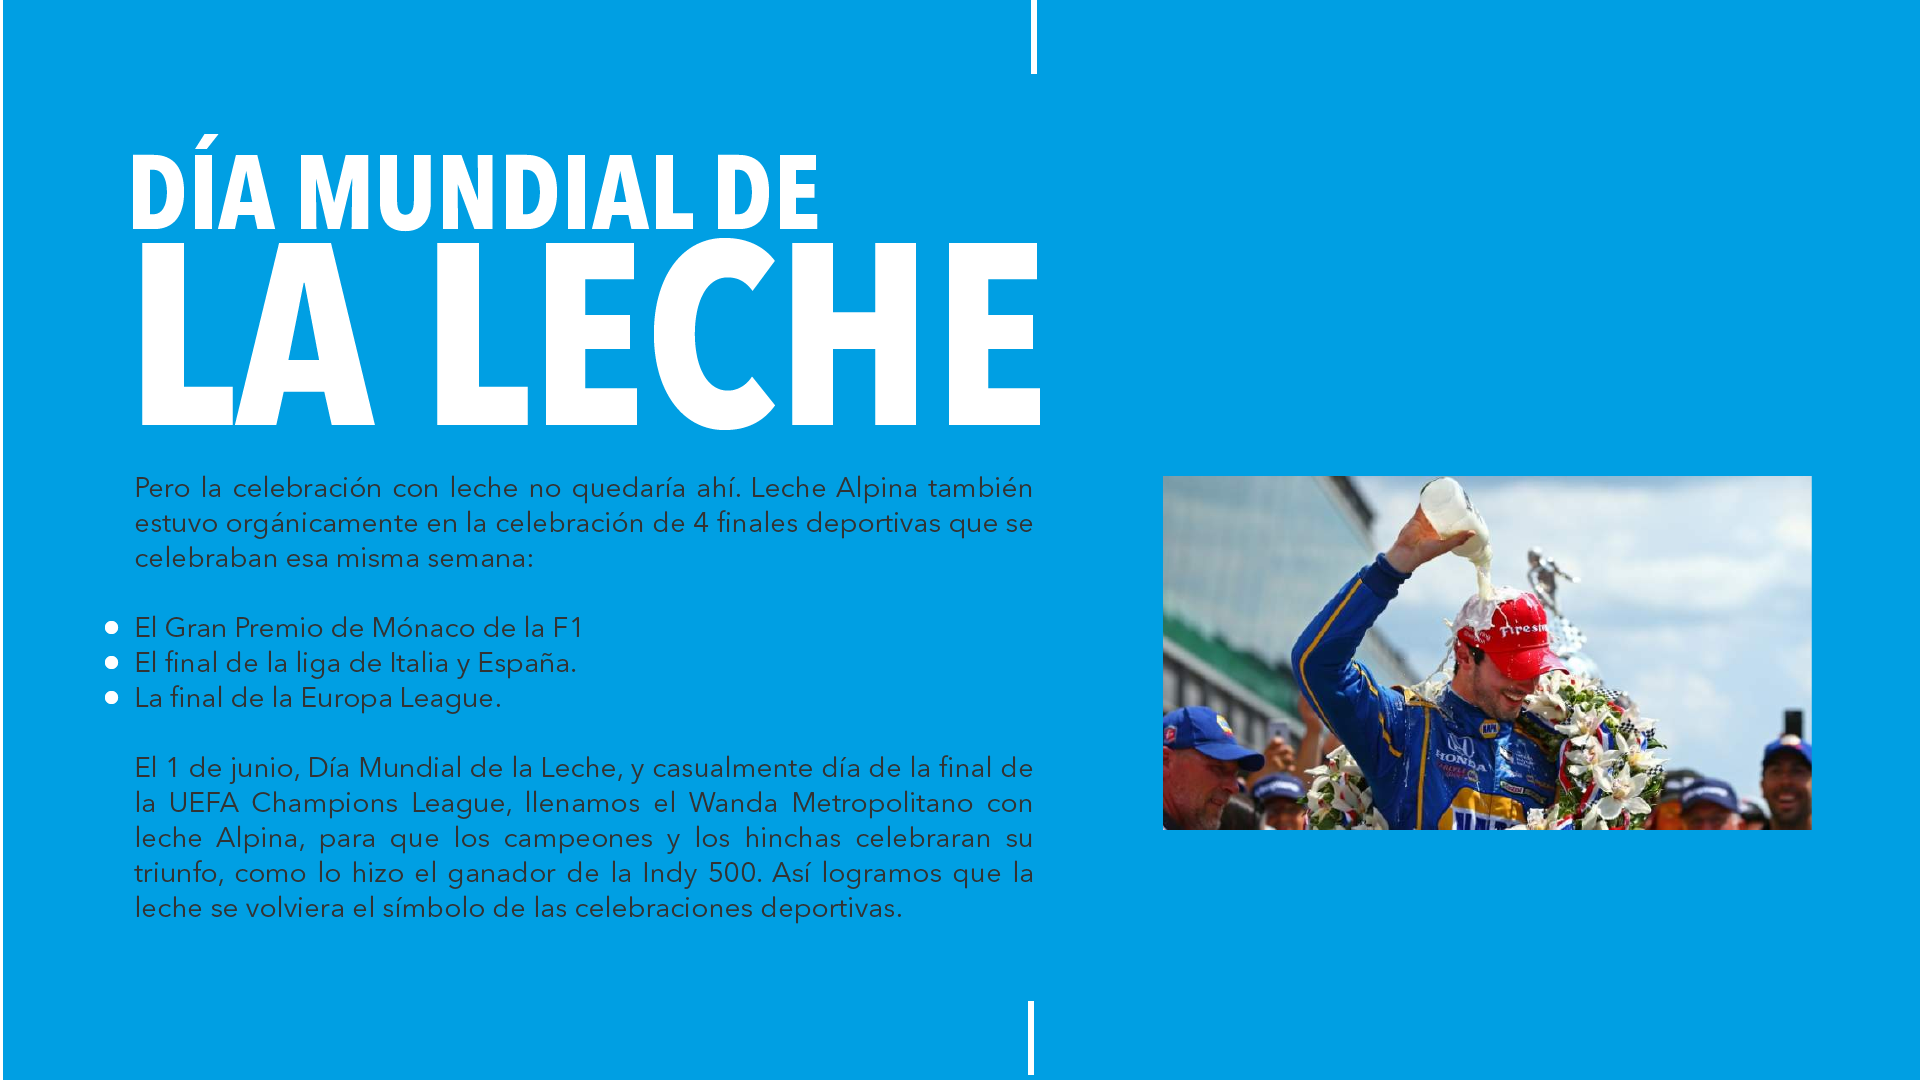 DÍA MUNDIAL DE
LA LECHE
Pero la celebración con leche no quedaría ahí. Leche Alpina también
estuvo orgánicamente en la celebración de 4 finales deportivas que se
celebraban esa misma semana:
El Gran Premio de Mónaco de la F1
El final de la liga de Italia y España.
La final de la Europa League.
El 1 de junio, Día Mundial de la Leche, y casualmente día de la final de
la UEFA Champions League, llenamos el Wanda Metropolitano con
leche Alpina, para que los campeones y los hinchas celebraran su
triunfo, como lo hizo el ganador de la Indy 500. Así logramos que la
leche se volviera el símbolo de las celebraciones deportivas.
NAPA
HONDA